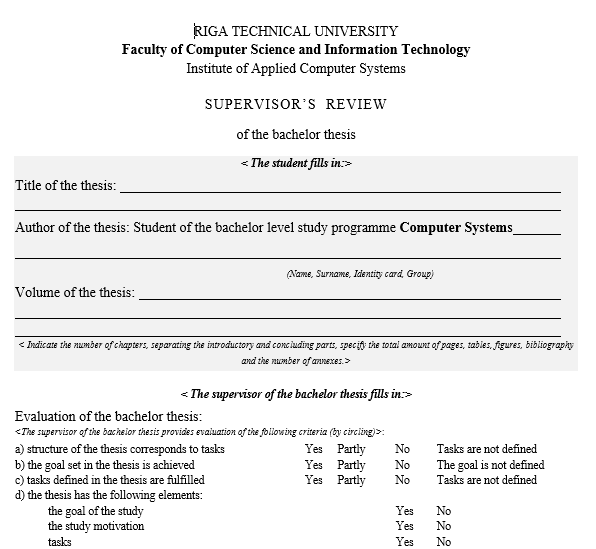 RIGA TECHNICAL UNIVERSITY
Faculty of Computer Science and Information Technology
Institute of Applied Computer Systems
SUPERVISOR'S REVIEW
of the bachelor thesis
< The student fills in:>
Title of the thesis:
Author of the thesis: Student of the bachelor level study programme Computer Systems
(Name, Surname, Identity card, Group)
Volume of the thesis:
< Indicate the number of chapters, separating the introductory and concluding parts, specify the total amount of pages, tables, figures, bibliography
and the number of annexes.>
< The supervisor of the bachelor thesis fills in:>
Evaluation of the bachelor thesis:
<The supervisor of the bachelor thesis provides evaluation of the following criteria (by circling)>:
a) structure of the thesis corresponds to tasks Yes Partly No Tasks are not defined
b) the goal set in the thesis is achieved Yes Partly No The goal is not defined
c) tasks defined in the thesis are fulfilled Yes Partly No Tasks are not defined
d) the thesis has the following elements:
the goal of the study Yes No
the study motivation Yes No
tasks Yes No